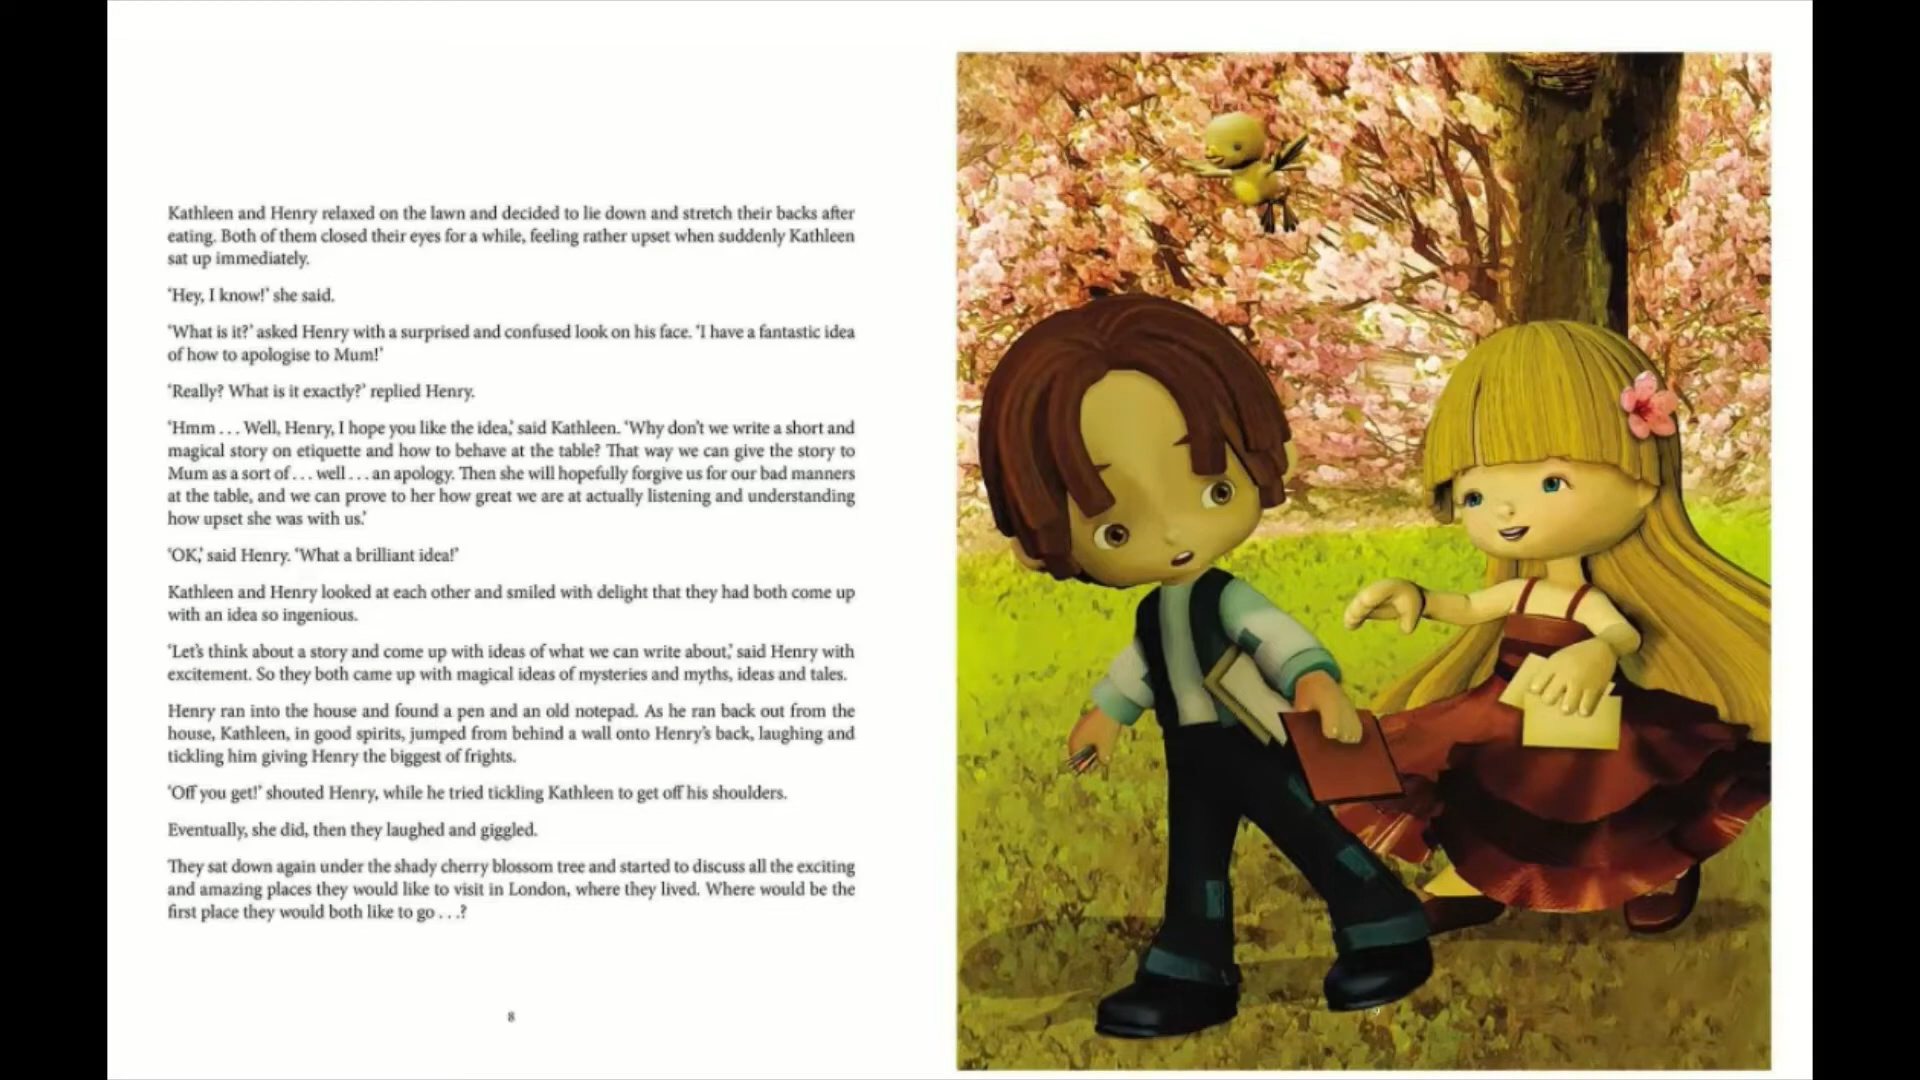 Kathleen and Henry relaxed on the lawn and decided to lie down and stretch their backs after
eating. Both of them closed their eyes for a while, feeling rather upset when suddenly Kathleen
sat up immediately.
‘Hey, I know!’ she said.
‘What is it?’ asked Henry with a surprised and confused look on his face. ‘I have a fantastic idea
of how to apologise to Mum!’
‘Really? What is it exactly?’ replied Henry.
‘Hmm . . . Well, Henry, I hope you like the idea,’ said Kathleen. ‘Why don’t we write a short and
magical story on etiquette and how to behave at the table? That way we can give the story to
Mum as a sort of . . . well . . . an apology. Then she will hopefully forgive us for our bad manners
at the table, and we can prove to her how great we are at actually listening and understanding
how upset she was with us.’
‘OK,’ said Henry. ‘What a brilliant idea!’
Kathleen and Henry looked at each other and smiled with delight that they had both come up
with an idea so ingenious.
‘Let’s think about a story and come up with ideas of what we can write about,’ said Henry with
excitement. So they both came up with magical ideas of mysteries and myths, ideas and tales.
Henry ran into the house and found a pen and an old notepad. As he ran back out from the
house, Kathleen, in good spirits, jumped from behind a wall onto Henry’s back, laughing and
tickling him giving Henry the biggest of frights.
‘Off you get!’ shouted Henry, while he tried tickling Kathleen to get off his shoulders.
Eventually, she did, then they laughed and giggled.
They sat down again under the shady cherry blossom tree and started to discuss all the exciting
and amazing places they would like to visit in London, where they lived. Where would be the
first place they would both like to go . . .?
8
9